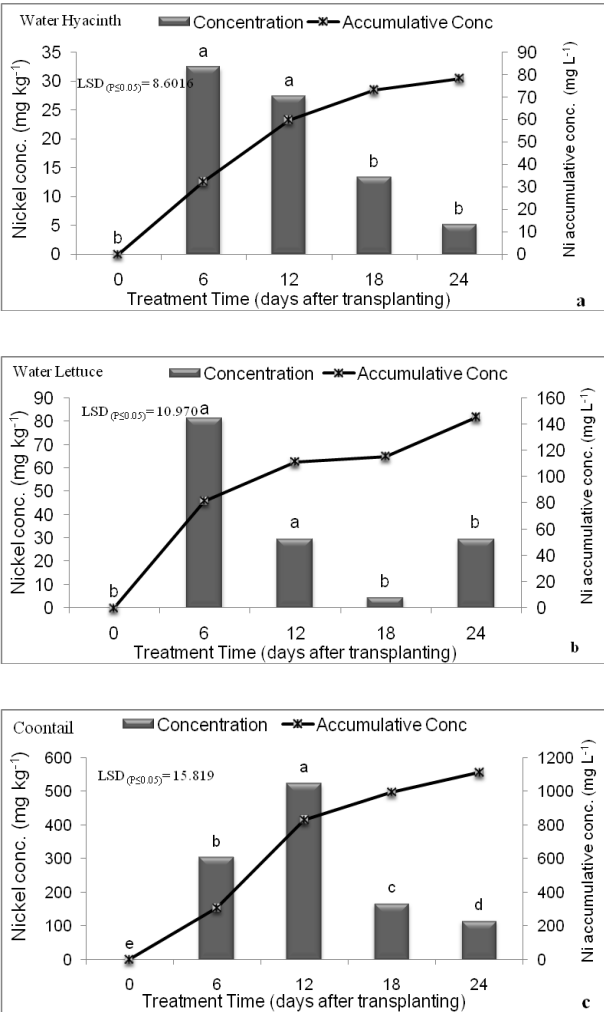 Water Hyacinth
Concentration Accumulative Conc
LSD (P≤0.05)= 8.6016
Nickel conc. (mg kg-1)
35
30
25
20
15
10
5
0
b
a
a
b
b
Ni accumulative conc. (mg L-1)
90
80
70
60
50
40
30
20
10
0
0 6 12 18 24
Treatment Time (days after transplanting)
a
Water Lettuce
Concentration Accumulative Conc
LSD (P≤0.05)= 10.970
Nickel conc. (mg kg-1)
90
80
70
60
50
40
30
20
10
0
b
a
a
b
b
Ni accumulative conc. (mg L-1)
160
140
120
100
80
60
40
20
0
0 6 12 18 24
Treatment Time (days after transplanting)
b
Coontail
Concentration Accumulative Conc
LSD (P≤0.05)= 15.819
Nickel conc. (mg kg-1)
600
500
400
300
200
100
0
e
b
a
c
d
Ni accumulative conc. (mg L-1)
1200
1000
800
600
400
200
0
0 6 12 18 24
Treatment Time (days after transplanting)
c